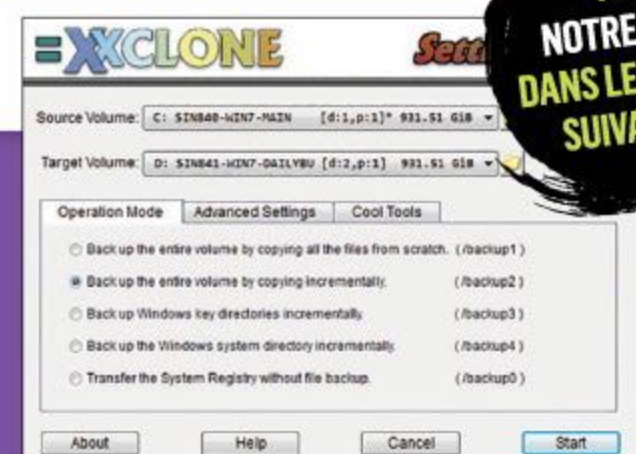 =XXCLONE
NOTRE
DANS LE
SUIVA
Source Volume: C: SIN840-WIN7-MAIN [d:1,p:1]* 931.51 GiB
Target Volume: D: SIN841-WIN7-DAILYBU [d:2,p:1] 931.51 GiB
Operation Mode Advanced Settings Cool Tools
Back up the entire volume by copying all the files from scratch. (/backup1)
Back up the entire volume by copying incrementally. (/backup2)
Back up Windows key directories incrementally. (/backup3)
Back up the Windows system directory incrementally. (/backup4)
Transfer the System Registry without file backup. (/backup0)
About Help Cancel Start